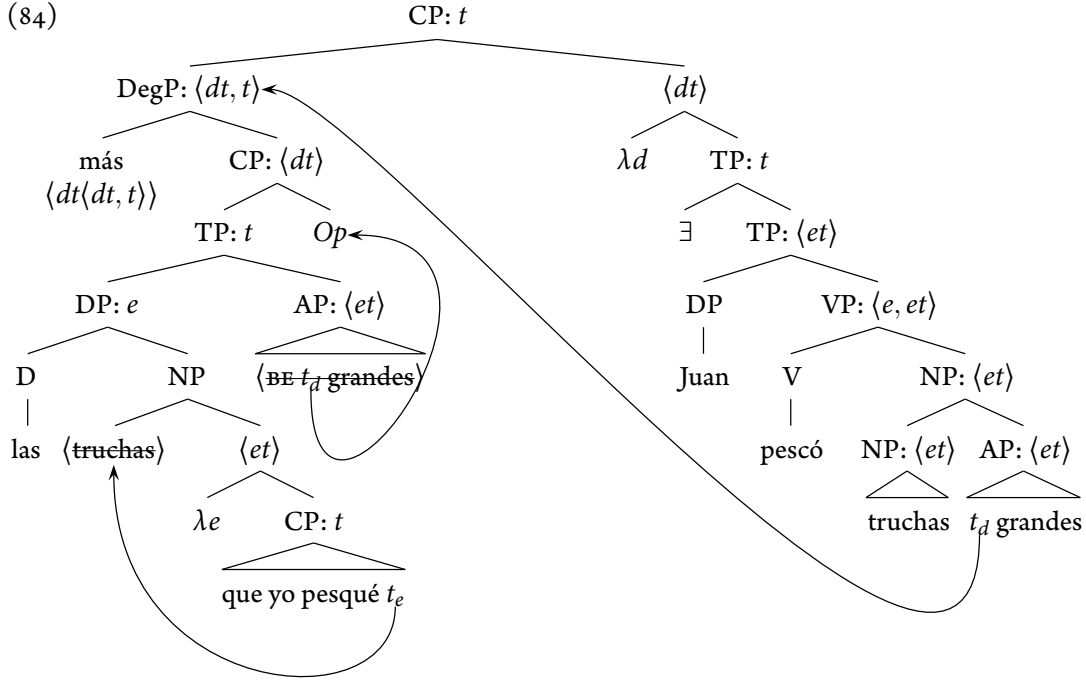 (84)
CP: t
DegP: ⟨dt, t⟩ ⟨dt⟩
más CP: ⟨dt⟩ λd TP: t
⟨dt⟨dt, t⟩⟩
TP: t Op ∃ TP: ⟨et⟩
DP: e AP: ⟨et⟩ DP VP: ⟨e, et⟩
D NP ⟨BE t_d grandes⟩ Juan V NP: ⟨et⟩
las ⟨truchas⟩ ⟨et⟩ pescó NP: ⟨et⟩ AP: ⟨et⟩
λe CP: t truchas t_d grandes
que yo pesqué t_e